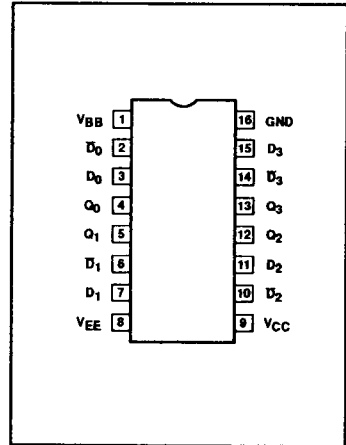 VBB 1 16 GND
D̅0 2 15 D3
D0 3 14 D̅3
Q0 4 13 Q3
Q1 5 12 Q2
D̅1 6 11 D2
D1 7 10 D̅2
VEE 8 9 VCC